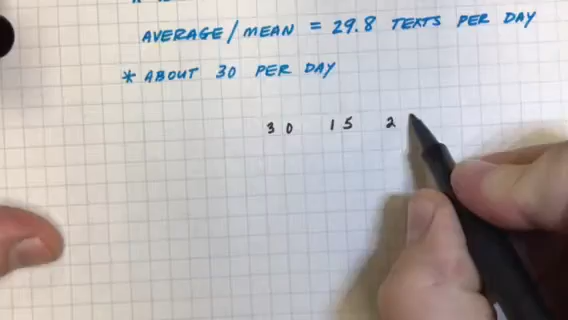 AVERAGE/MEAN = 29.8 TEXTS PER DAY
* ABOUT 30 PER DAY
30 15 2